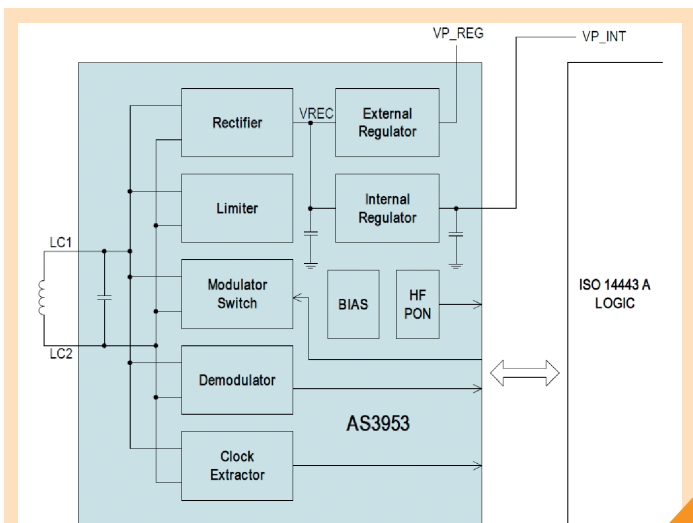 VP_REG
VP_INT
Rectifier
VREC
External
Regulator
Limiter
Internal
Regulator
LC1
Modulator
Switch
BIAS
HF
PON
ISO 14443 A
LOGIC
LC2
Demodulator
AS3953
Clock
Extractor